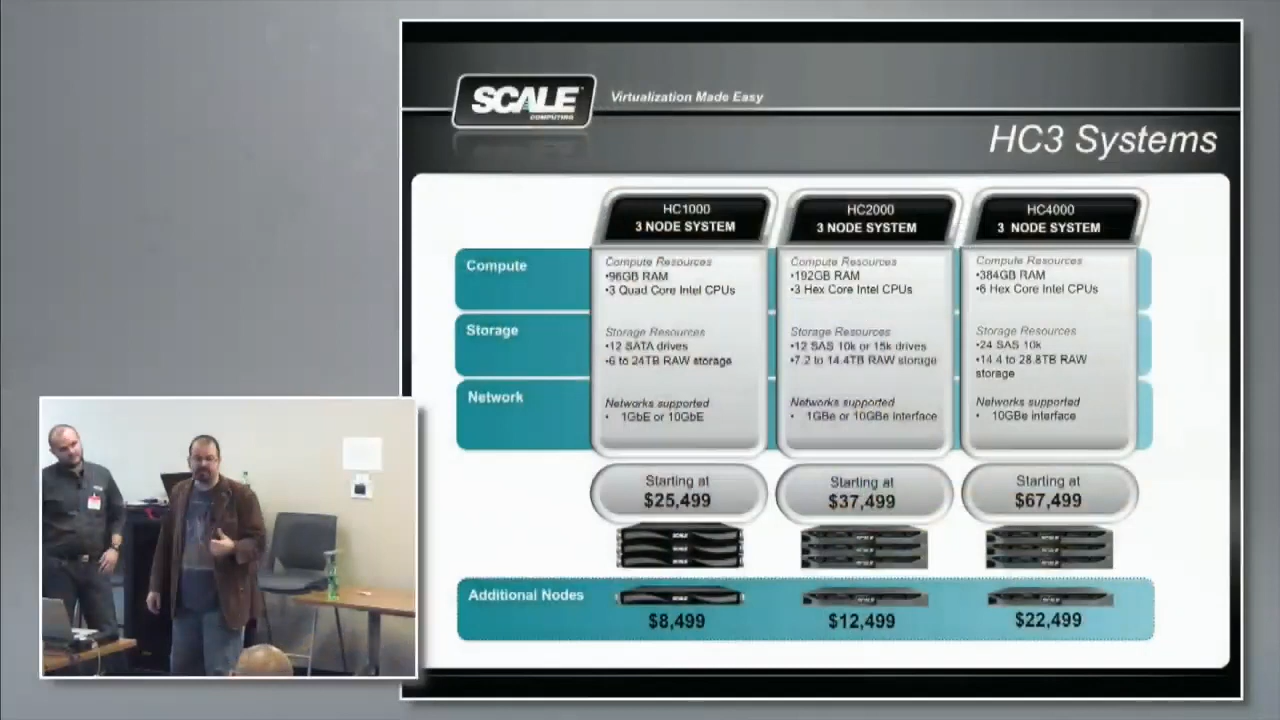 SCALE
COMPUTING
Virtualization Made Easy
HC3 Systems
HC1000
3 NODE SYSTEM
HC2000
3 NODE SYSTEM
HC4000
3 NODE SYSTEM
Compute
Compute Resources
•96GB RAM
•3 Quad Core Intel CPUs
Compute Resources
•192GB RAM
•3 Hex Core Intel CPUs
Compute Resources
•384GB RAM
•6 Hex Core Intel CPUs
Storage
Storage Resources
•12 SATA drives
•6 to 24TB RAW storage
Storage Resources
•12 SAS 10k or 15k drives
•7.2 to 14.4TB RAW storage
Storage Resources
•24 SAS 10k
•14.4 to 28.8TB RAW
storage
Network
Networks supported
• 1GbE or 10GbE
Networks supported
• 1GBe or 10GBe interface
Networks supported
• 10GBe interface
Starting at
$25,499
Starting at
$37,499
Starting at
$67,499
SCALE
SCALE
SCALE
Additional Nodes
SCALE
$8,499
$12,499
$22,499